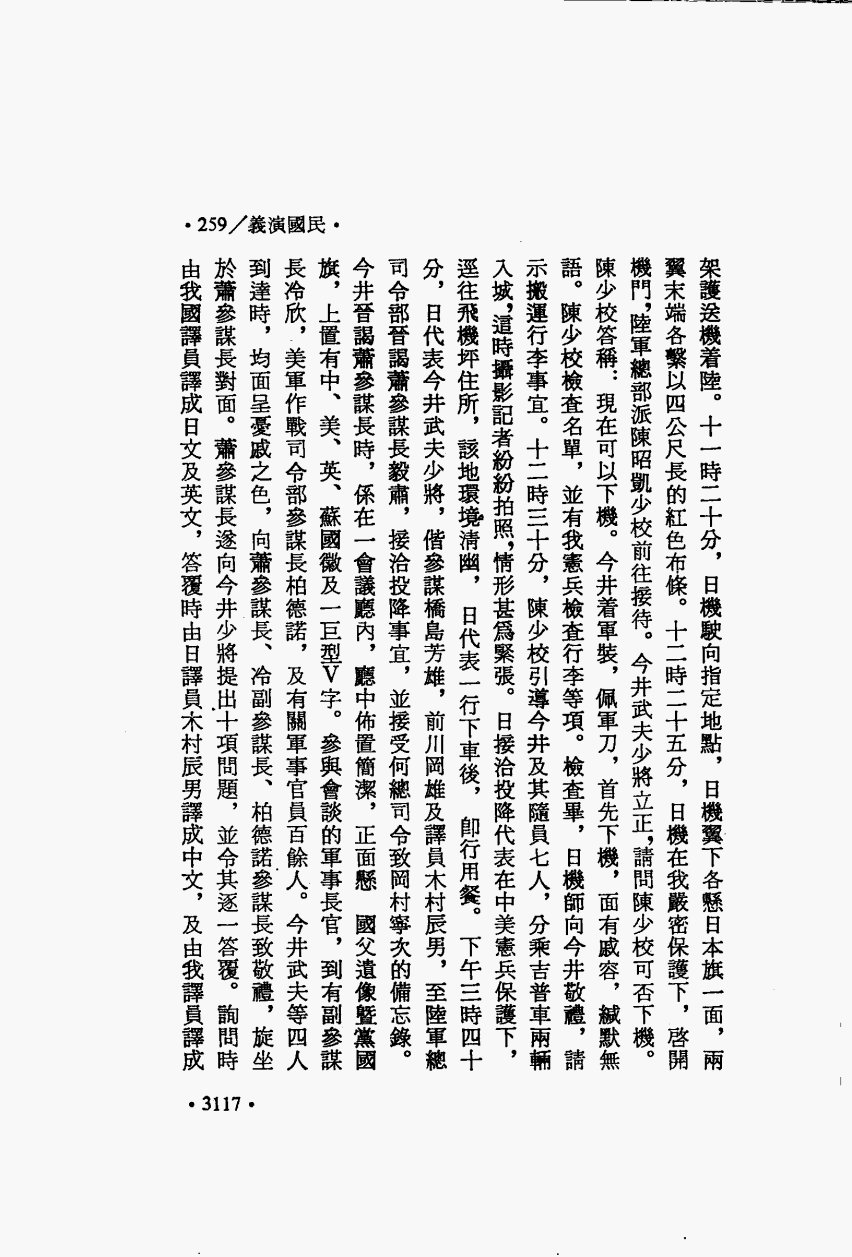 •259／義演國民•
架護送機着陸。十一時二十分，日機駛向指定地點，日機翼下各懸日本旗一面，兩
翼末端各繫以四公尺長的紅色布條。十二時二十五分，日機在我嚴密保護下，啓開
機門，陸軍總部派陳昭凱少校前往接待。今井武夫少將立正，請問陳少校可否下機。
陳少校答稱：現在可以下機。今井着軍裝，佩軍刀，首先下機，面有戚容，緘默無
語。陳少校檢查名單，並有我憲兵檢查行李等項。檢查畢，日機師向今井敬禮，請
示搬運行李事宜。十二時三十分，陳少校引導今井及其隨員七人，分乘吉普車兩輛
入城，這時攝影記者紛紛拍照，情形甚爲緊張。日接洽投降代表在中美憲兵保護下，
逕往飛機坪住所，該地環境清幽，日代表一行下車後，卽行用餐。下午三時四十
分，日代表今井武夫少將，偕參謀橋島芳雄，前川岡雄及譯員木村辰男，至陸軍總
司令部晉謁蕭參謀長毅肅，接洽投降事宜，並接受何總司令致岡村寧次的備忘錄。
今井晉謁蕭參謀長時，係在一會議廳內，廳中佈置簡潔，正面懸　國父遺像暨黨國
旗，上置有中、美、英、蘇國徽及一巨型V字。參與會談的軍事長官，到有副參謀
長冷欣，美軍作戰司令部參謀長柏德諾，及有關軍事官員百餘人。今井武夫等四人
到達時，均面呈憂戚之色，向蕭參謀長、冷副參謀長、柏德諾參謀長致敬禮，旋坐
於蕭參謀長對面。蕭參謀長遂向今井少將提出十項問題，並令其逐一答覆。詢問時
由我國譯員譯成日文及英文，答覆時由日譯員木村辰男譯成中文，及由我譯員譯成
•3117•